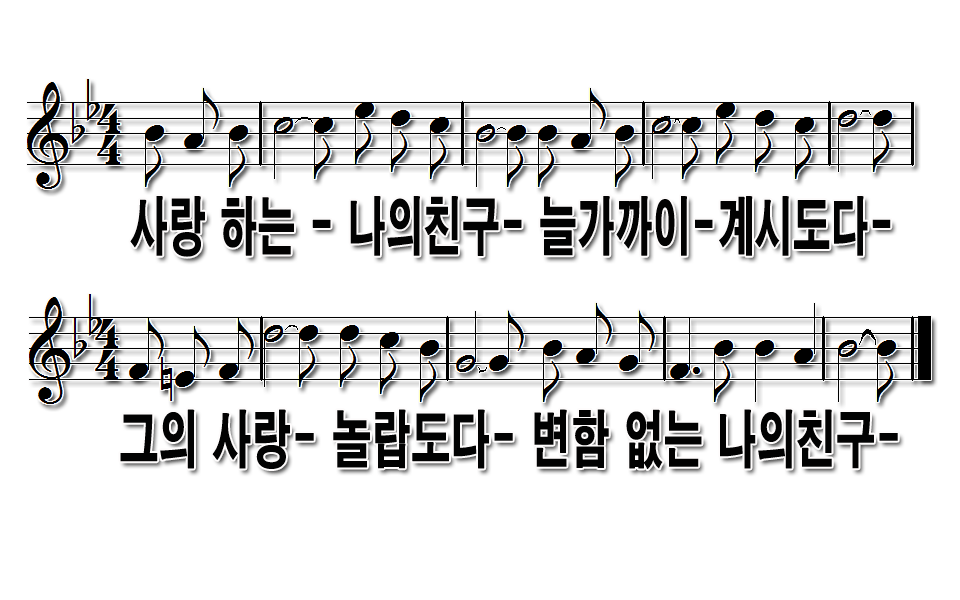 사랑 하는 - 나의친구- 늘가까이-계시도다-
그의 사랑- 놀랍도다- 변함 없는 나의친구-